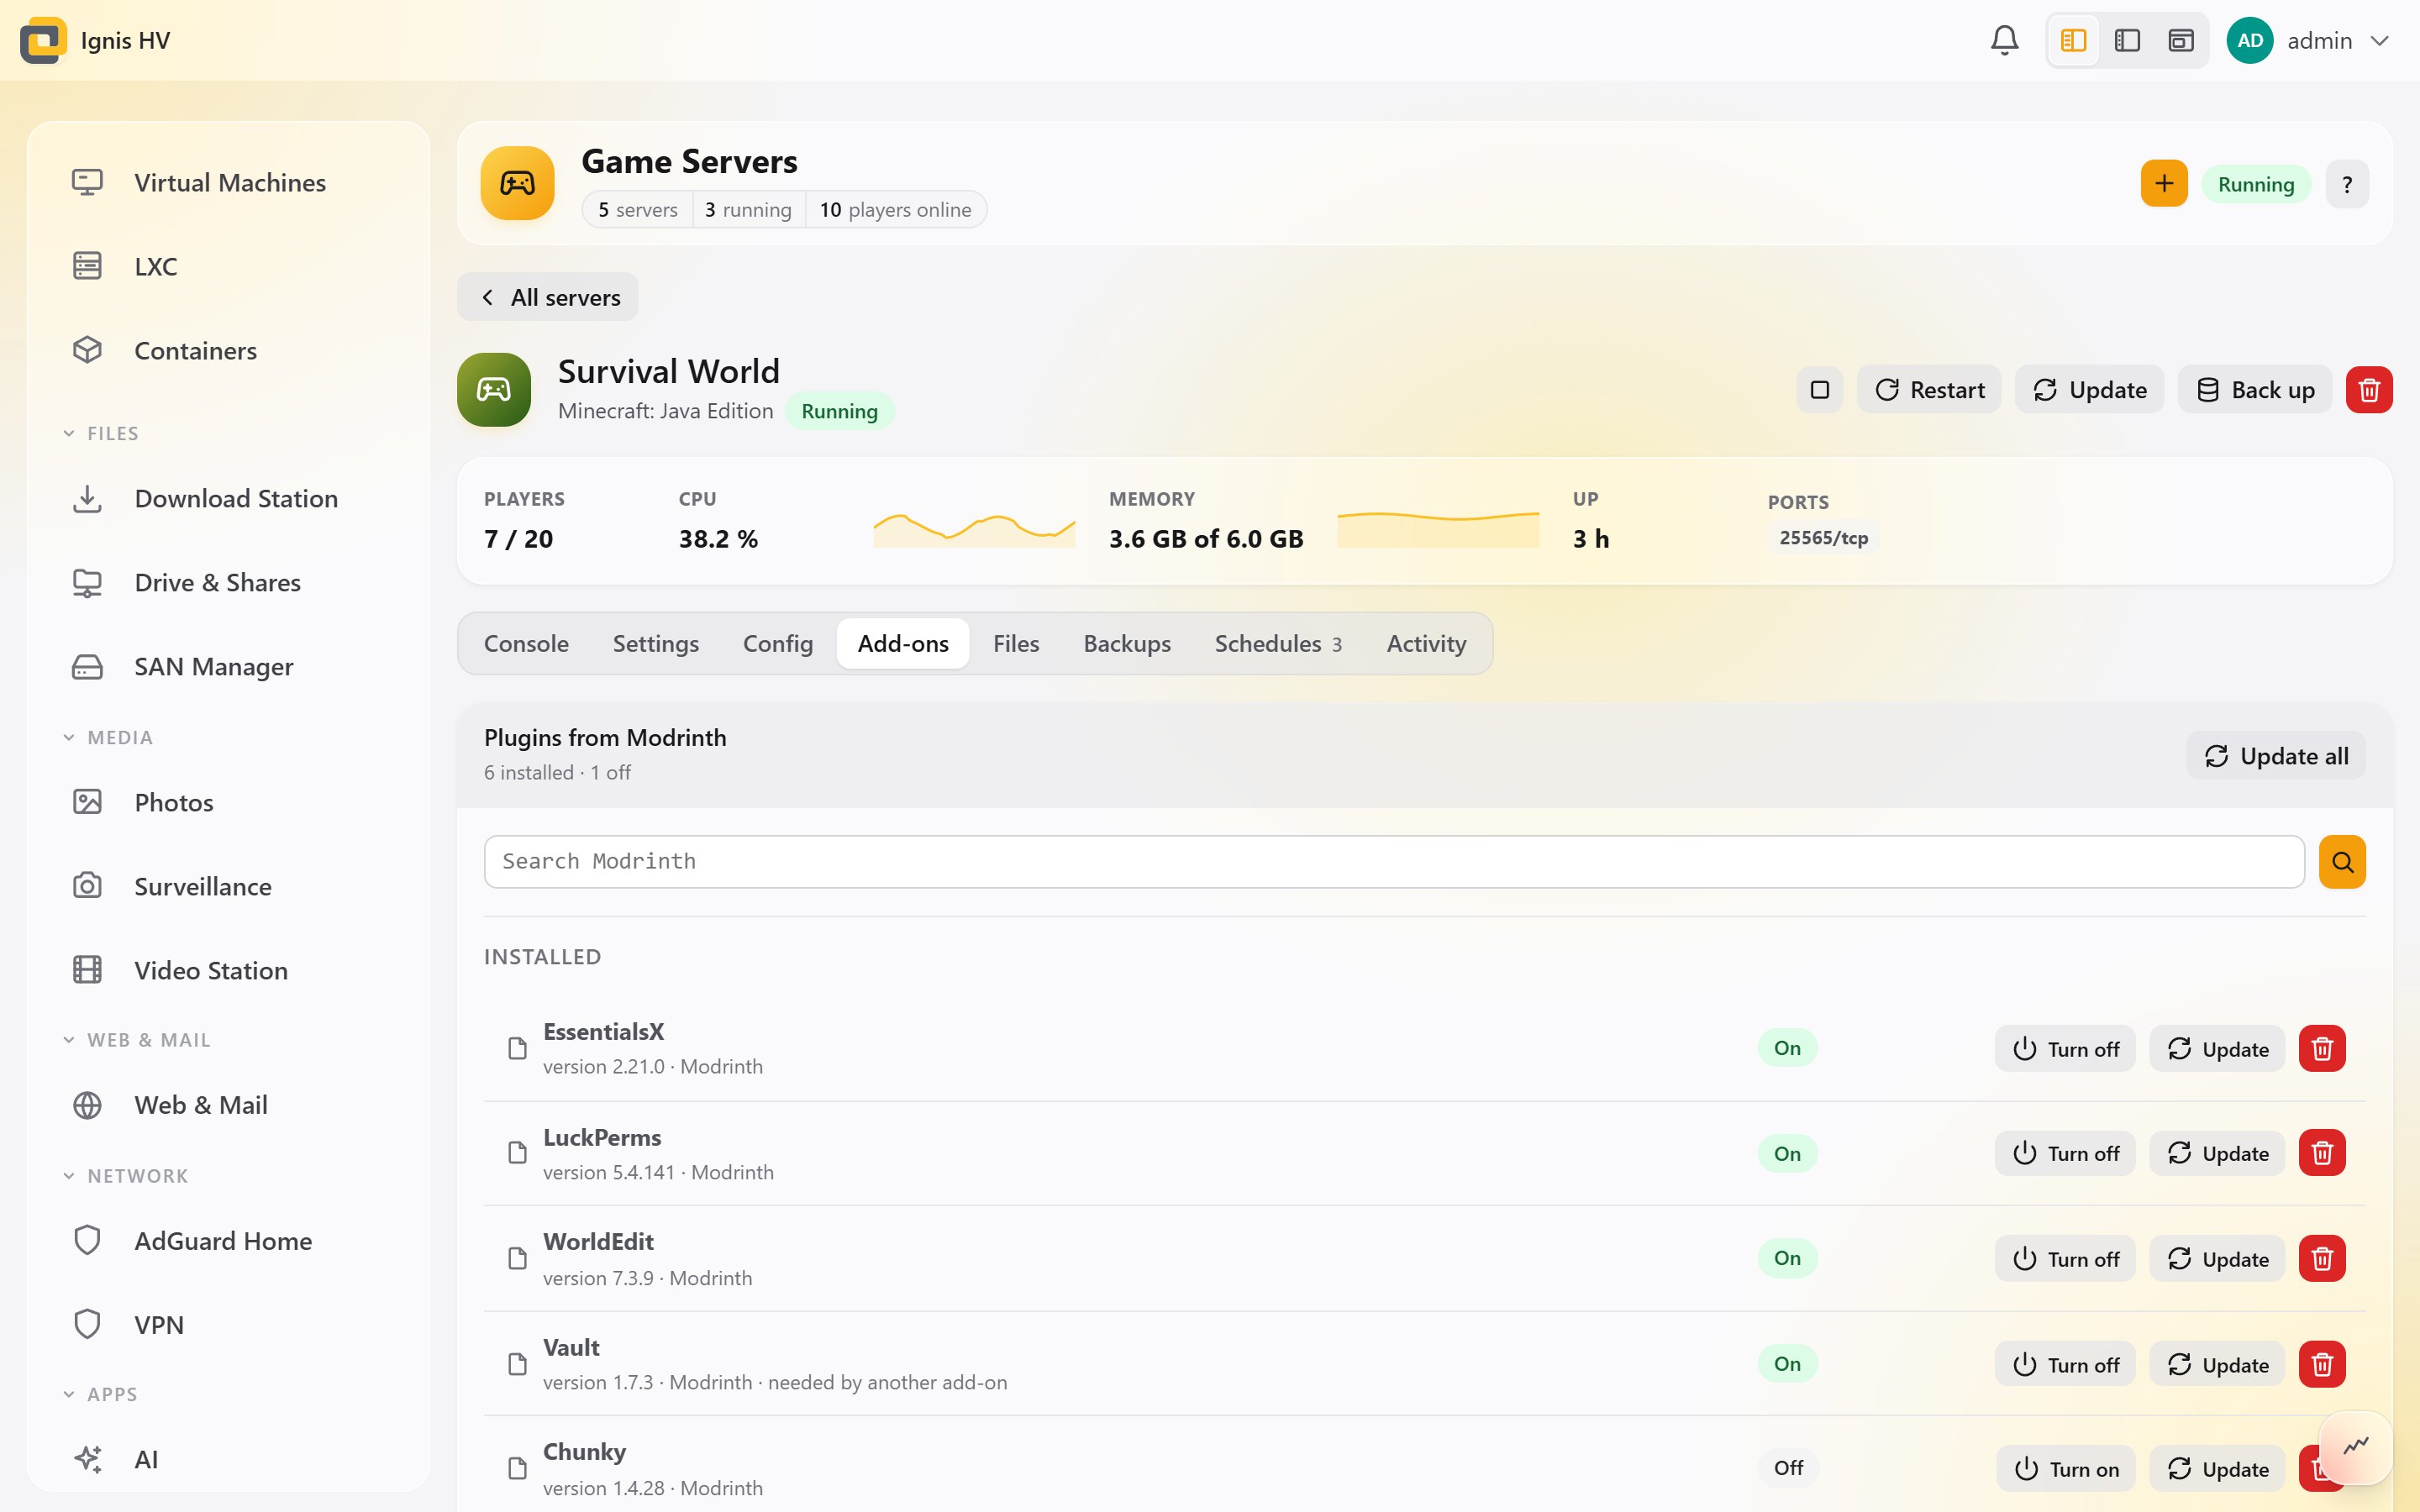 Ignis HV
AD admin
Virtual Machines
LXC
Containers
FILES
Download Station
Drive & Shares
SAN Manager
MEDIA
Photos
Surveillance
Video Station
WEB & MAIL
Web & Mail
NETWORK
AdGuard Home
VPN
APPS
AI
Game Servers
5 servers 3 running 10 players online
Running ?
All servers
Survival World
Minecraft: Java Edition Running
Restart Update Back up
PLAYERS CPU MEMORY UP PORTS
7 / 20 38.2 % 3.6 GB of 6.0 GB 3 h 25565/tcp
Console Settings Config Add-ons Files Backups Schedules 3 Activity
Plugins from Modrinth
6 installed · 1 off
Update all
Search Modrinth
INSTALLED
EssentialsX
version 2.21.0 · Modrinth
On Turn off Update
LuckPerms
version 5.4.141 · Modrinth
On Turn off Update
WorldEdit
version 7.3.9 · Modrinth
On Turn off Update
Vault
version 1.7.3 · Modrinth · needed by another add-on
On Turn off Update
Chunky
version 1.4.28 · Modrinth
Off Turn on Update